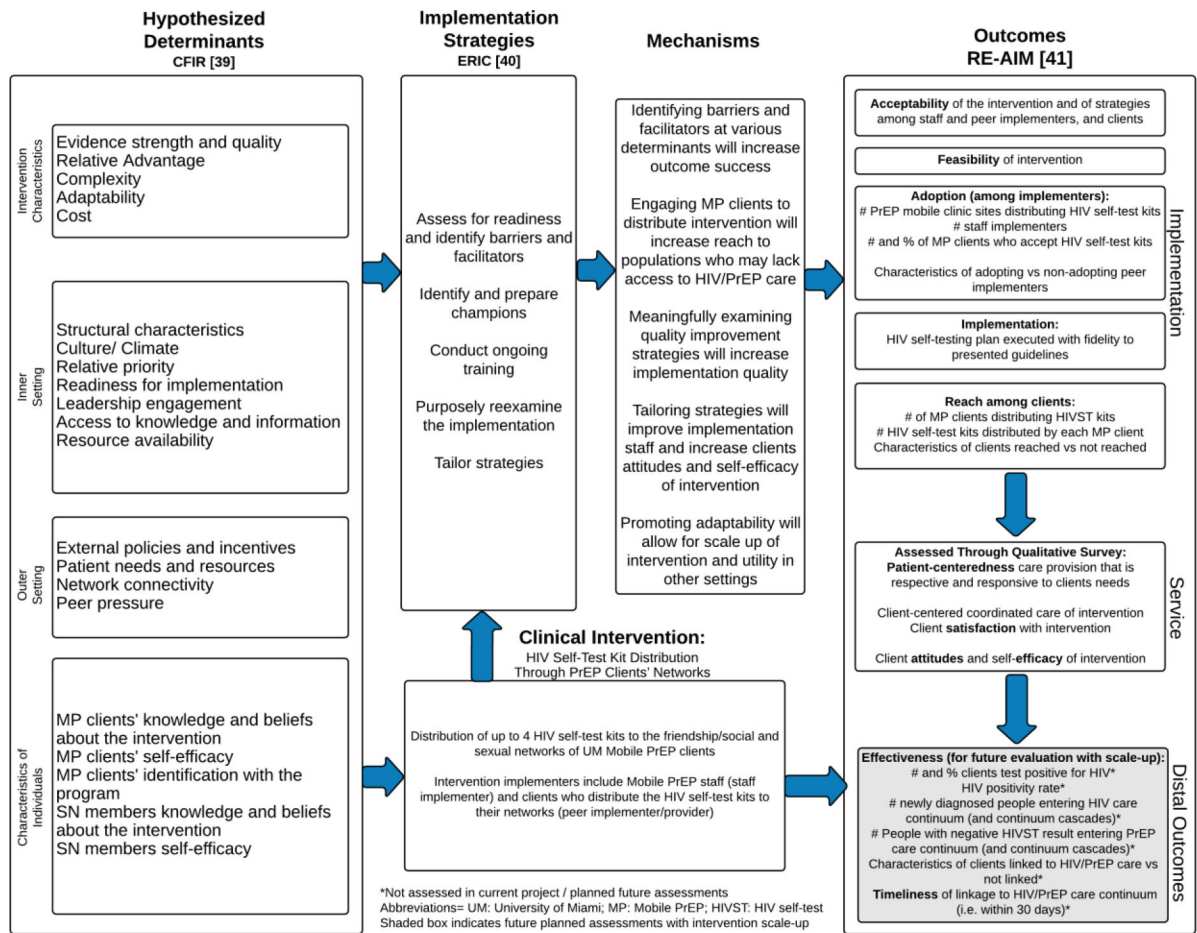 Hypothesized
Determinants
CFIR [39]
Intervention
Characteristics
Evidence strength and quality
Relative Advantage
Complexity
Adaptability
Cost
Inner
Setting
Structural characteristics
Culture/ Climate
Relative priority
Readiness for implementation
Leadership engagement
Access to knowledge and information
Resource availability
Outer
Setting
External policies and incentives
Patient needs and resources
Network connectivity
Peer pressure
Characteristics of
Individuals
MP clients' knowledge and beliefs
about the intervention
MP clients' self-efficacy
MP clients' identification with the
program
SN members knowledge and beliefs
about the intervention
SN members self-efficacy
Implementation
Strategies
ERIC [40]
Assess for readiness
and identify barriers and
facilitators
Identify and prepare
champions
Conduct ongoing
training
Purposely reexamine
the implementation
Tailor strategies
Mechanisms
Identifying barriers and
facilitators at various
determinants will increase
outcome success
Engaging MP clients to
distribute intervention will
increase reach to
populations who may lack
access to HIV/PrEP care
Meaningfully examining
quality improvement
strategies will increase
implementation quality
Tailoring strategies will
improve implementation
staff and increase clients
attitudes and self-efficacy
of intervention
Promoting adaptability will
allow for scale up of
intervention and utility in
other settings
Clinical Intervention:
HIV Self-Test Kit Distribution
Through PrEP Clients' Networks
Distribution of up to 4 HIV self-test kits to the friendship/social and
sexual networks of UM Mobile PrEP clients
Intervention implementers include Mobile PrEP staff (staff
implementer) and clients who distribute the HIV self-test kits to
their networks (peer implementer/provider)
*Not assessed in current project / planned future assessments
Abbreviations= UM: University of Miami; MP: Mobile PrEP; HIVST: HIV self-test
Shaded box indicates future planned assessments with intervention scale-up
Outcomes
RE-AIM [41]
Acceptability of the intervention and of strategies
among staff and peer implementers, and clients
Feasibility of intervention
Adoption (among implementers):
# PrEP mobile clinic sites distributing HIV self-test kits
# staff implementers
# and % of MP clients who accept HIV self-test kits
Characteristics of adopting vs non-adopting peer
implementers
Implementation:
HIV self-testing plan executed with fidelity to
presented guidelines
Reach among clients:
# of MP clients distributing HIVST kits
# HIV self-test kits distributed by each MP client
Characteristics of clients reached vs not reached
Implementation
Assessed Through Qualitative Survey:
Patient-centeredness care provision that is
respective and responsive to clients needs
Client-centered coordinated care of intervention
Client satisfaction with intervention
Client attitudes and self-efficacy of intervention
Service
Effectiveness (for future evaluation with scale-up):
# and % clients test positive for HIV*
HIV positivity rate*
# newly diagnosed people entering HIV care
continuum (and continuum cascades)*
# People with negative HIVST result entering PrEP
care continuum (and continuum cascades)*
Characteristics of clients linked to HIV/PrEP care vs
not linked*
Timeliness of linkage to HIV/PrEP care continuum
(i.e. within 30 days)*
Distal Outcomes